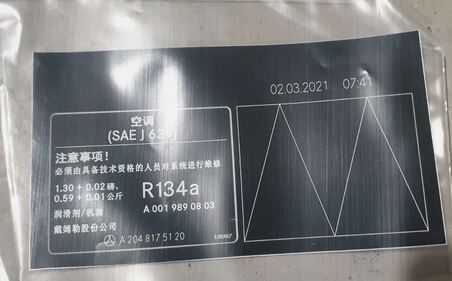 02.03.2021 07:41
空调
(SAE J 639)
注意事项！
必须由具备技术资格的人员对系统进行维修
1.30 + 0.02 磅、
0.59 + 0.01 公斤
R134a
润滑剂/机油
A 001 989 08 03
戴姆勒股份公司
A 204 817 51 20